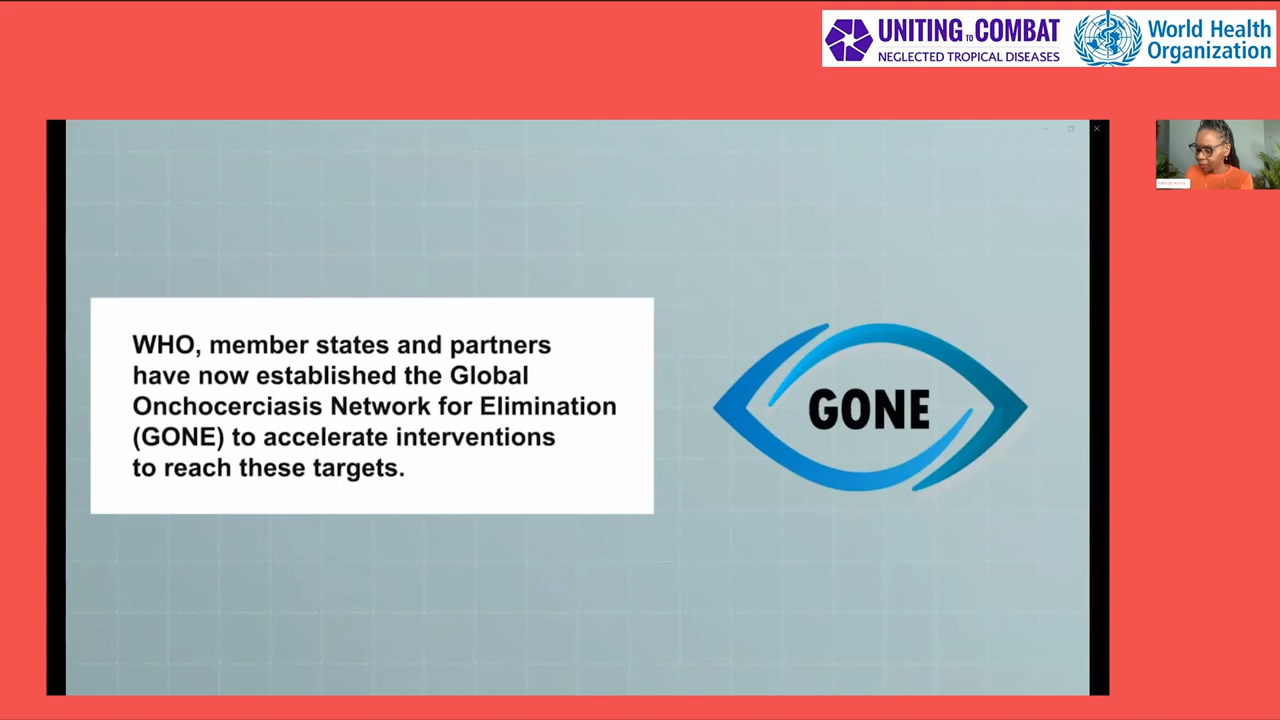 UNITING TO COMBAT
NEGLECTED TROPICAL DISEASES
World Health
Organization
WHO, member states and partners
have now established the Global
Onchocerciasis Network for Elimination
(GONE) to accelerate interventions
to reach these targets.
GONE